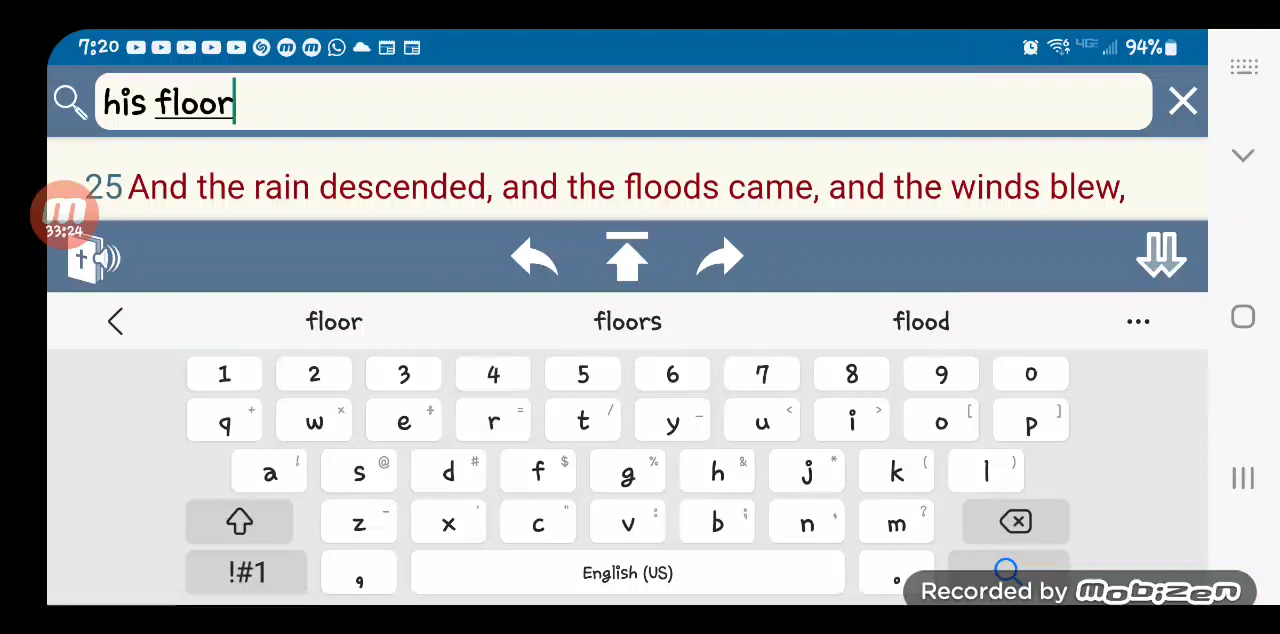 7:20 4GE 94%
his floor
25 And the rain descended, and the floods came, and the winds blew,
33:24
floor floors flood ...
1 2 3 4 5 6 7 8 9 0
q + w × e ÷ r = t / y _ u < i > o [ p ]
a ! s @ d # f $ g % h & j * k ( l )
z - x ' c " v : b ; n , m ?
!#1 , English (US) .
Recorded by mobizen